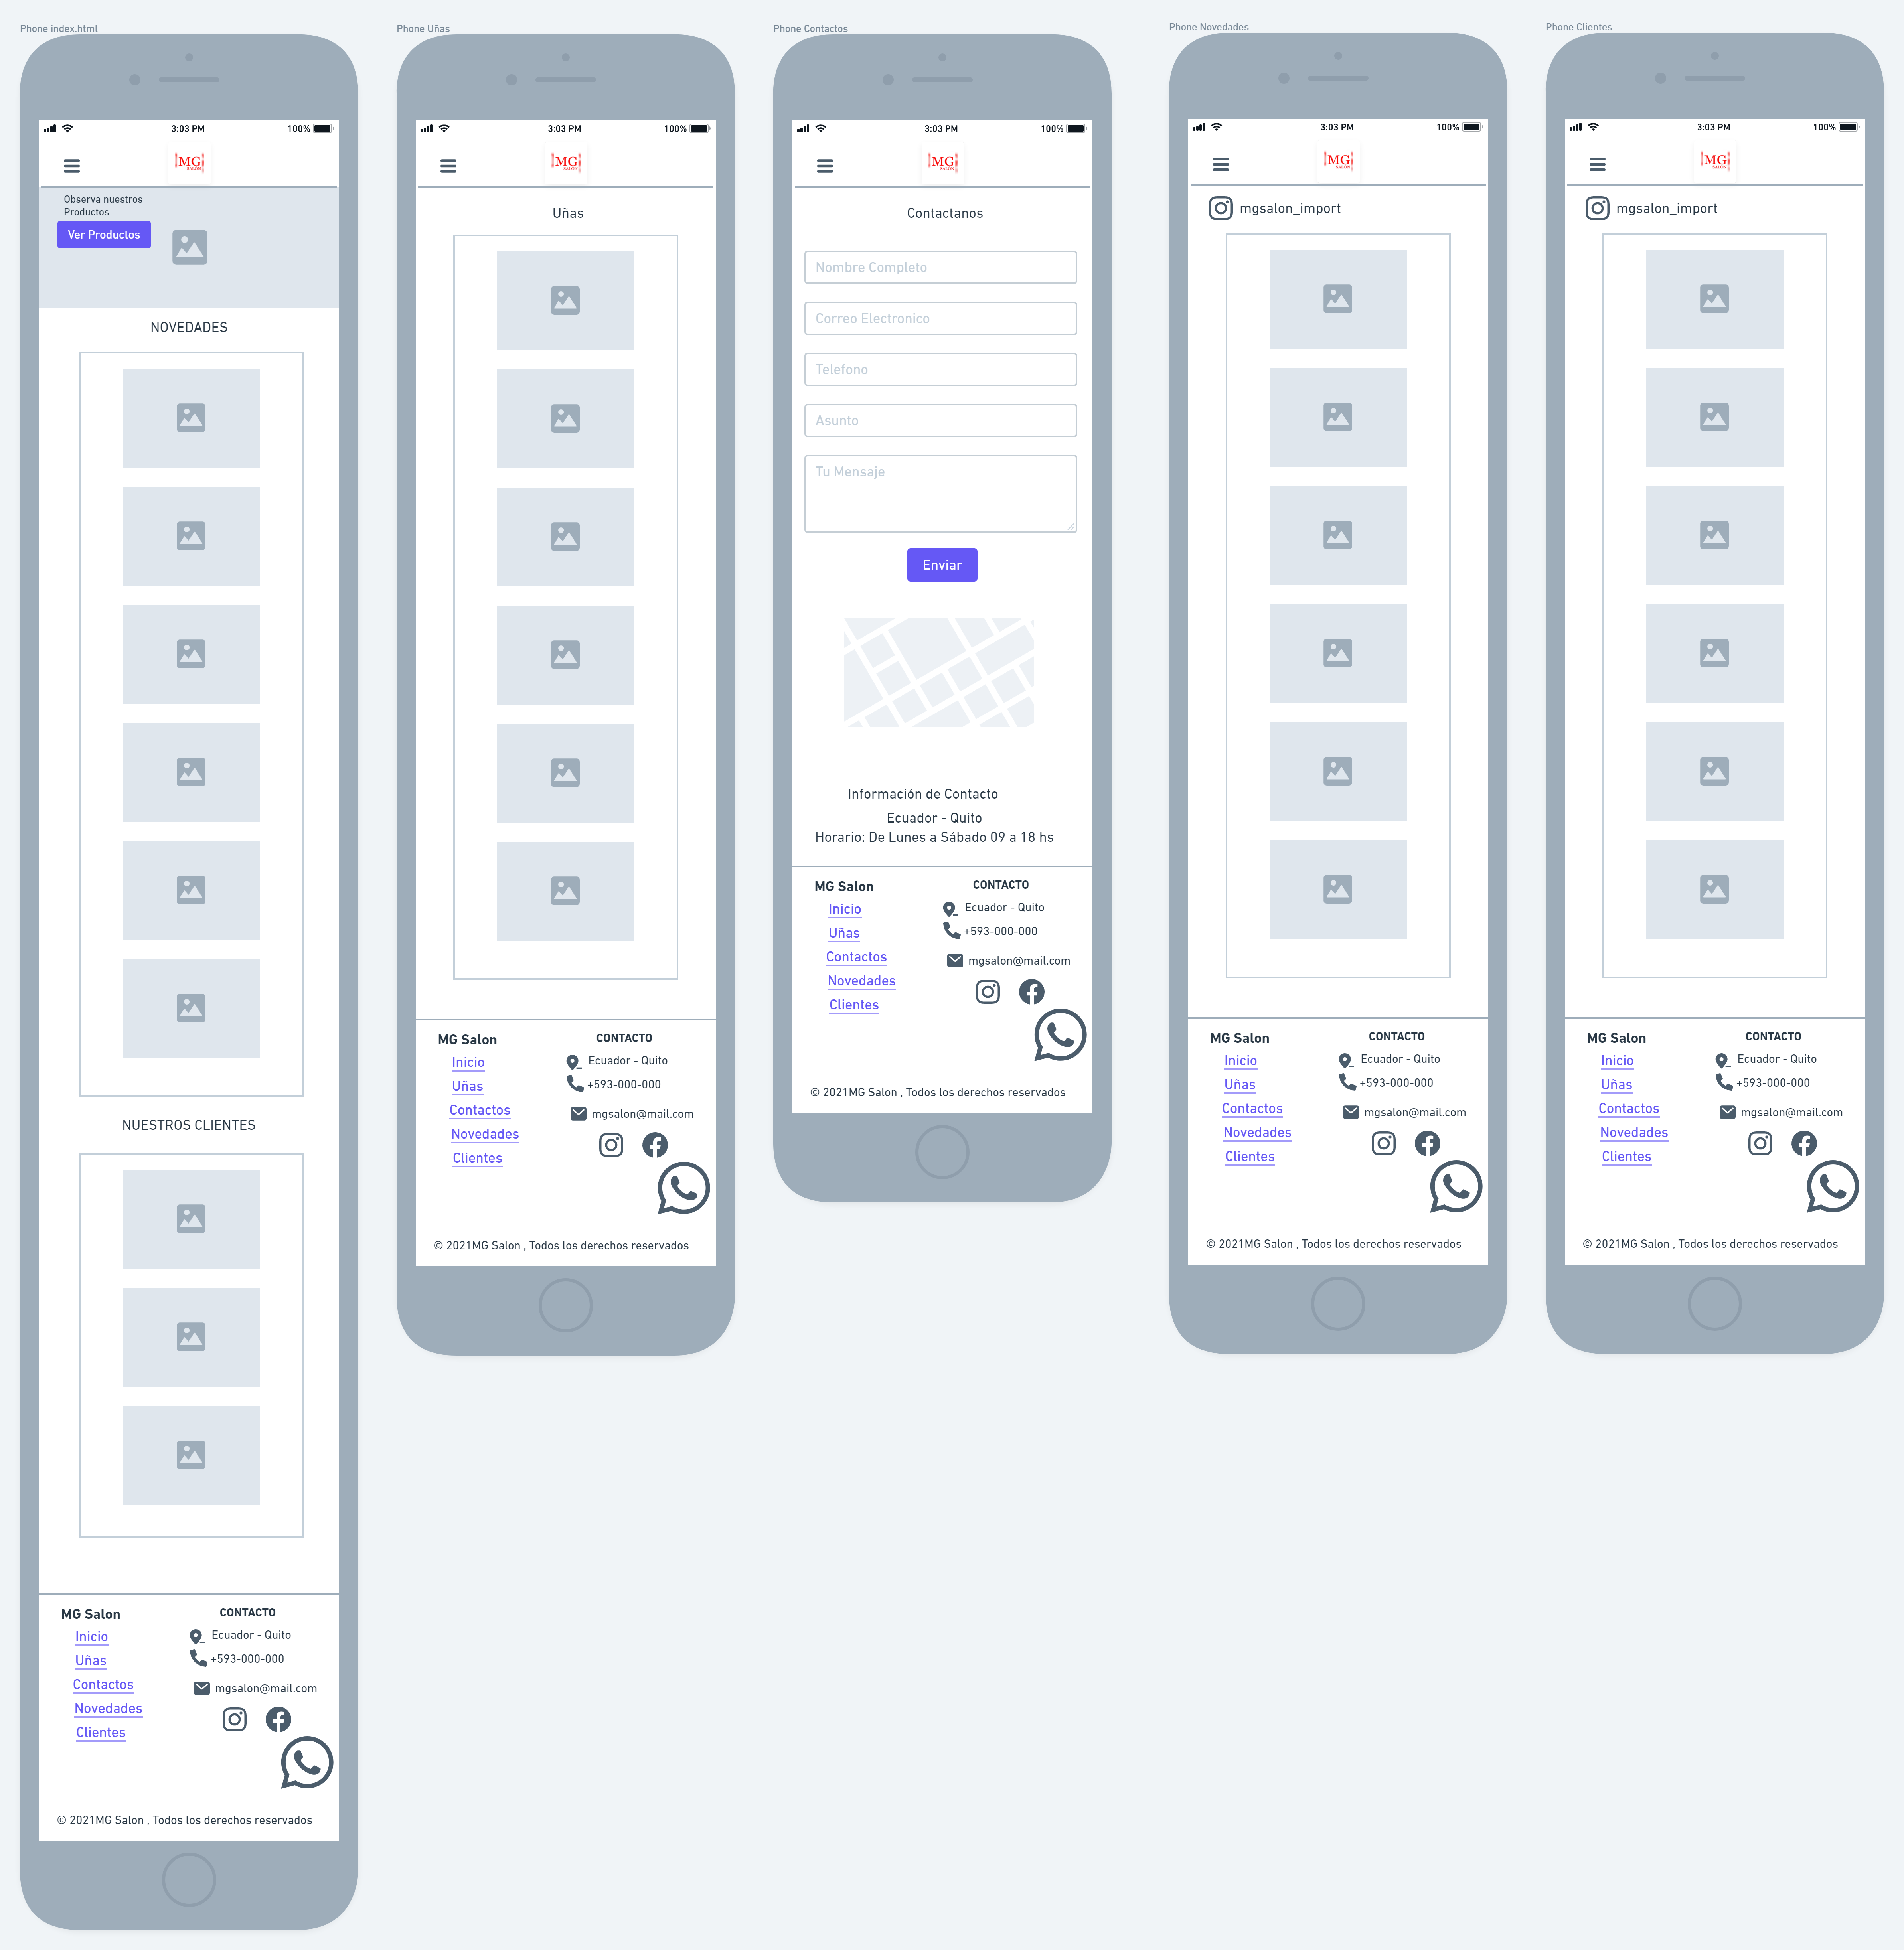 Phone index.html
3:03 PM
100%
MG
SALON
Observa nuestros
Productos
Ver Productos
NOVEDADES
NUESTROS CLIENTES
MG Salon
Inicio
Uñas
Contactos
Novedades
Clientes
CONTACTO
Ecuador - Quito
+593-000-000
mgsalon@mail.com
© 2021MG Salon , Todos los derechos reservados
Phone Uñas
3:03 PM
100%
MG
SALON
Uñas
MG Salon
Inicio
Uñas
Contactos
Novedades
Clientes
CONTACTO
Ecuador - Quito
+593-000-000
mgsalon@mail.com
© 2021MG Salon , Todos los derechos reservados
Phone Contactos
3:03 PM
100%
MG
SALON
Contactanos
Nombre Completo
Correo Electronico
Telefono
Asunto
Tu Mensaje
Enviar
Información de Contacto
Ecuador - Quito
Horario: De Lunes a Sábado 09 a 18 hs
MG Salon
Inicio
Uñas
Contactos
Novedades
Clientes
CONTACTO
Ecuador - Quito
+593-000-000
mgsalon@mail.com
© 2021MG Salon , Todos los derechos reservados
Phone Novedades
3:03 PM
100%
MG
SALON
mgsalon_import
MG Salon
Inicio
Uñas
Contactos
Novedades
Clientes
CONTACTO
Ecuador - Quito
+593-000-000
mgsalon@mail.com
© 2021MG Salon , Todos los derechos reservados
Phone Clientes
3:03 PM
100%
MG
SALON
mgsalon_import
MG Salon
Inicio
Uñas
Contactos
Novedades
Clientes
CONTACTO
Ecuador - Quito
+593-000-000
mgsalon@mail.com
© 2021MG Salon , Todos los derechos reservados